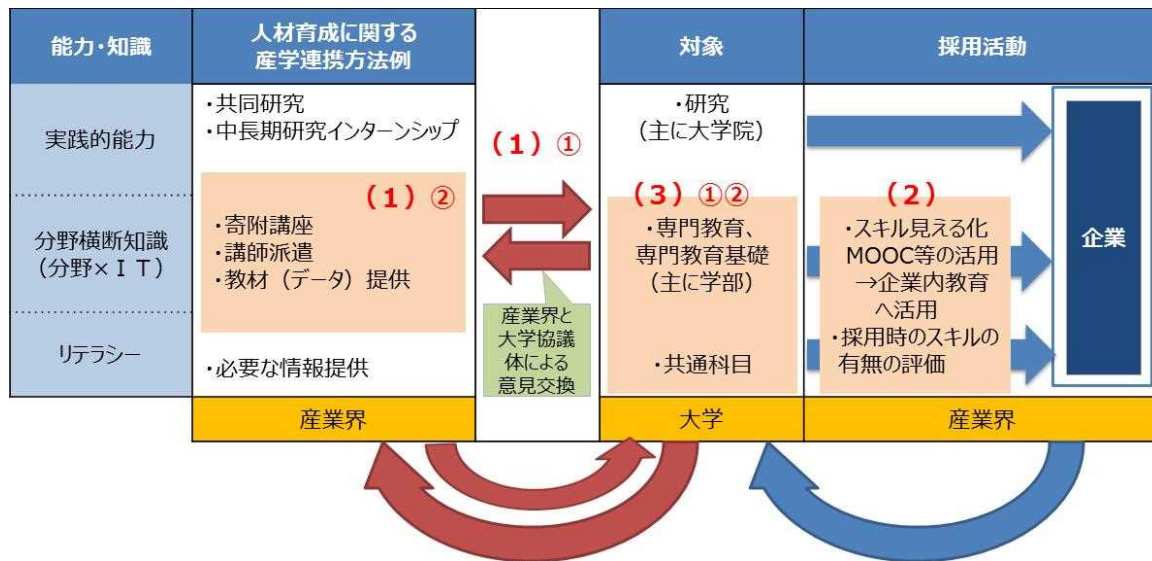 能力・知識
人材育成に関する
産学連携方法例
対象
採用活動
実践的能力
・共同研究
・中長期研究インターンシップ
(1)①
・研究
(主に大学院)
分野横断知識
(分野×IT)
(1)②
・寄附講座
・講師派遣
・教材(データ)提供
(3)①②
・専門教育、
専門教育基礎
(主に学部)
(2)
・スキル見える化
MOOC等の活用
→企業内教育
へ活用
・採用時のスキルの
有無の評価
企業
産業界と
大学協議
体による
意見交換
リテラシー
・必要な情報提供
・共通科目
産業界
大学
産業界